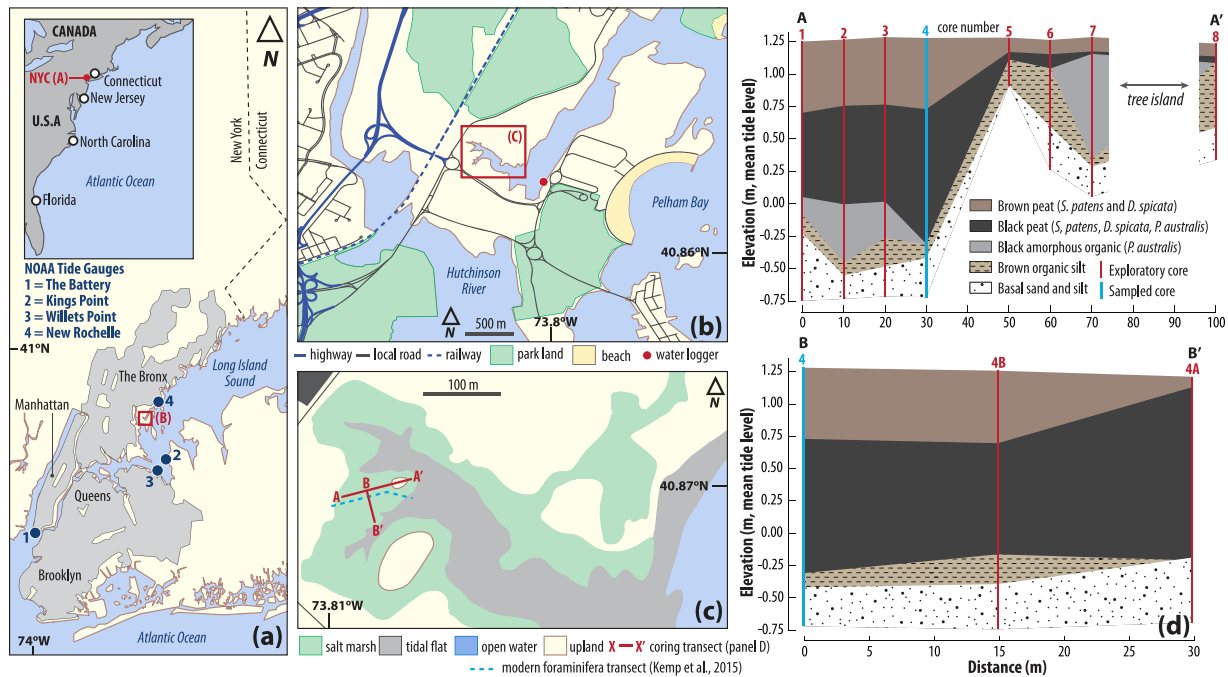 CANADA
NYC (A)
Connecticut
New Jersey
U.S.A
North Carolina
Atlantic Ocean
Florida
N
New York
Connecticut
NOAA Tide Gauges
1 = The Battery
2 = Kings Point
3 = Willets Point
4 = New Rochelle
41°N
The Bronx
Long Island
Sound
Manhattan
4
(B)
2
3
Queens
1
Brooklyn
(a)
Atlantic Ocean
74°W
N
(C)
Pelham Bay
40.86°N
Hutchinson
River
N
500 m
73.8°W
(b)
highway local road railway park land beach water logger
100 m
N
A B A'
B'
40.87°N
73.81°W
(c)
salt marsh tidal flat open water upland X X' coring transect (panel D)
modern foraminifera transect (Kemp et al., 2015)
A A'
core number
1 2 3 4 5 6 7 8
Elevation (m, mean tide level)
1.25
1.00
0.75
0.50
0.25
0.00
-0.25
-0.50
-0.75
tree island
Brown peat (S. patens and D. spicata)
Black peat (S, patens, D. spicata, P. australis)
Black amorphous organic (P. australis)
Brown organic silt Exploratory core
Basal sand and silt Sampled core
0 10 20 30 40 50 60 70 80 90 100
B B'
4 4B 4A
Elevation (m, mean tide level)
1.25
1.00
0.75
0.50
0.25
0.00
-0.25
-0.50
-0.75
(d)
0 5 10 15 20 25 30
Distance (m)